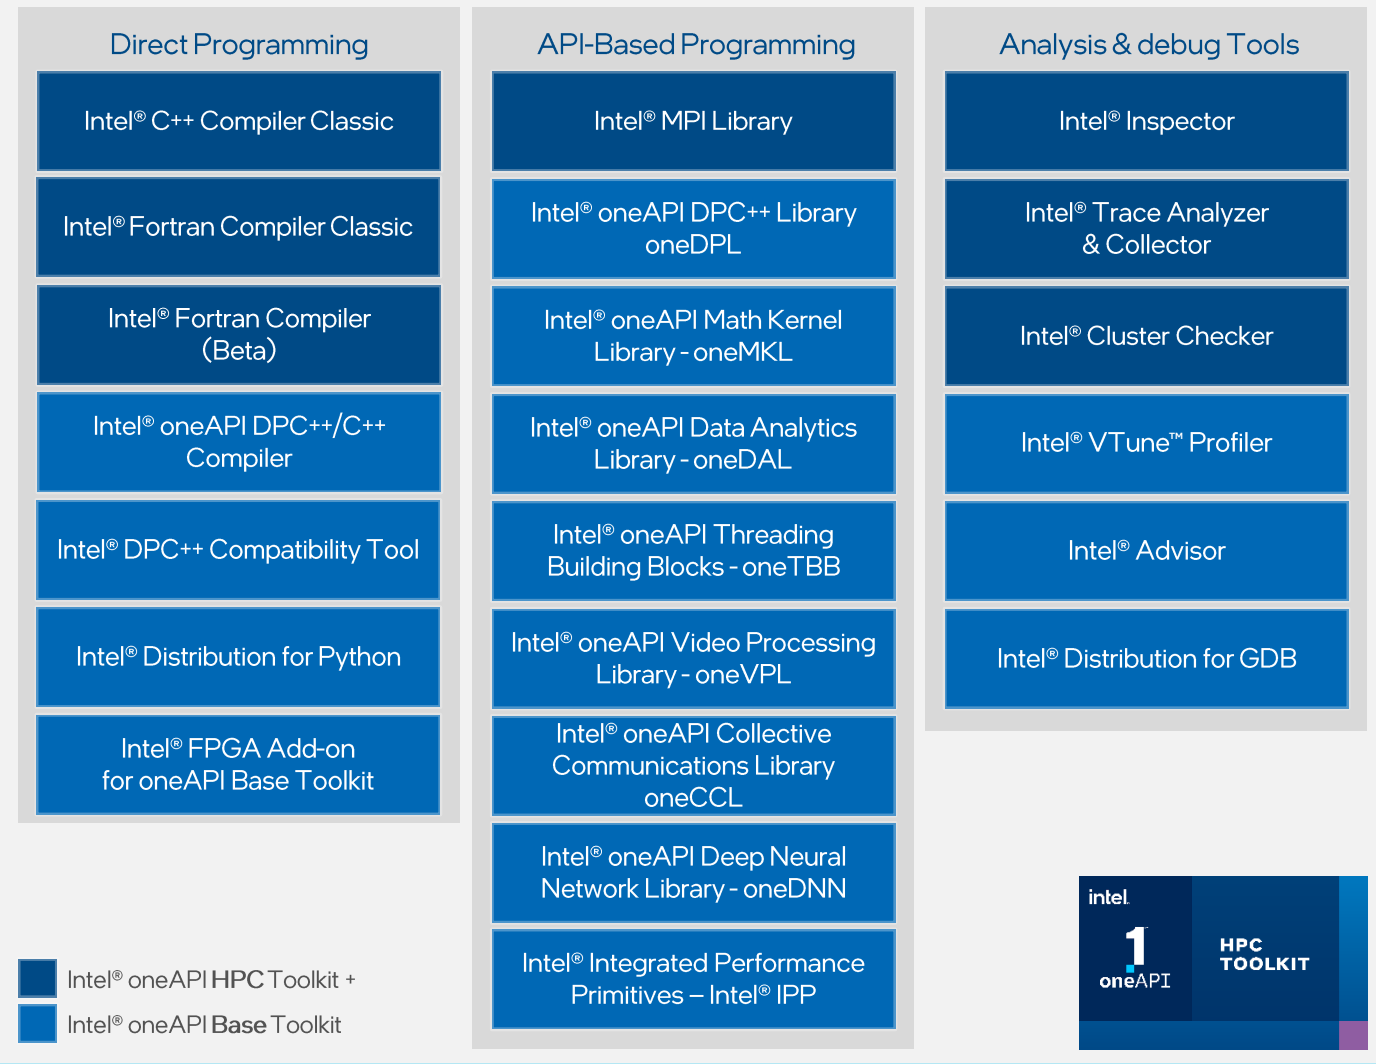 Direct Programming
Intel® C++ Compiler Classic
Intel® Fortran Compiler Classic
Intel® Fortran Compiler
(Beta)
Intel® oneAPI DPC++/C++
Compiler
Intel® DPC++ Compatibility Tool
Intel® Distribution for Python
Intel® FPGA Add-on
for oneAPI Base Toolkit
API-Based Programming
Intel® MPI Library
Intel® oneAPI DPC++ Library
oneDPL
Intel® oneAPI Math Kernel
Library - oneMKL
Intel® oneAPI Data Analytics
Library - oneDAL
Intel® oneAPI Threading
Building Blocks - oneTBB
Intel® oneAPI Video Processing
Library - oneVPL
Intel® oneAPI Collective
Communications Library
oneCCL
Intel® oneAPI Deep Neural
Network Library - oneDNN
Intel® Integrated Performance
Primitives – Intel® IPP
Analysis & debug Tools
Intel® Inspector
Intel® Trace Analyzer
& Collector
Intel® Cluster Checker
Intel® VTune™ Profiler
Intel® Advisor
Intel® Distribution for GDB
Intel® oneAPI HPC Toolkit +
Intel® oneAPI Base Toolkit
intel.
1
oneAPI
HPC
TOOLKIT